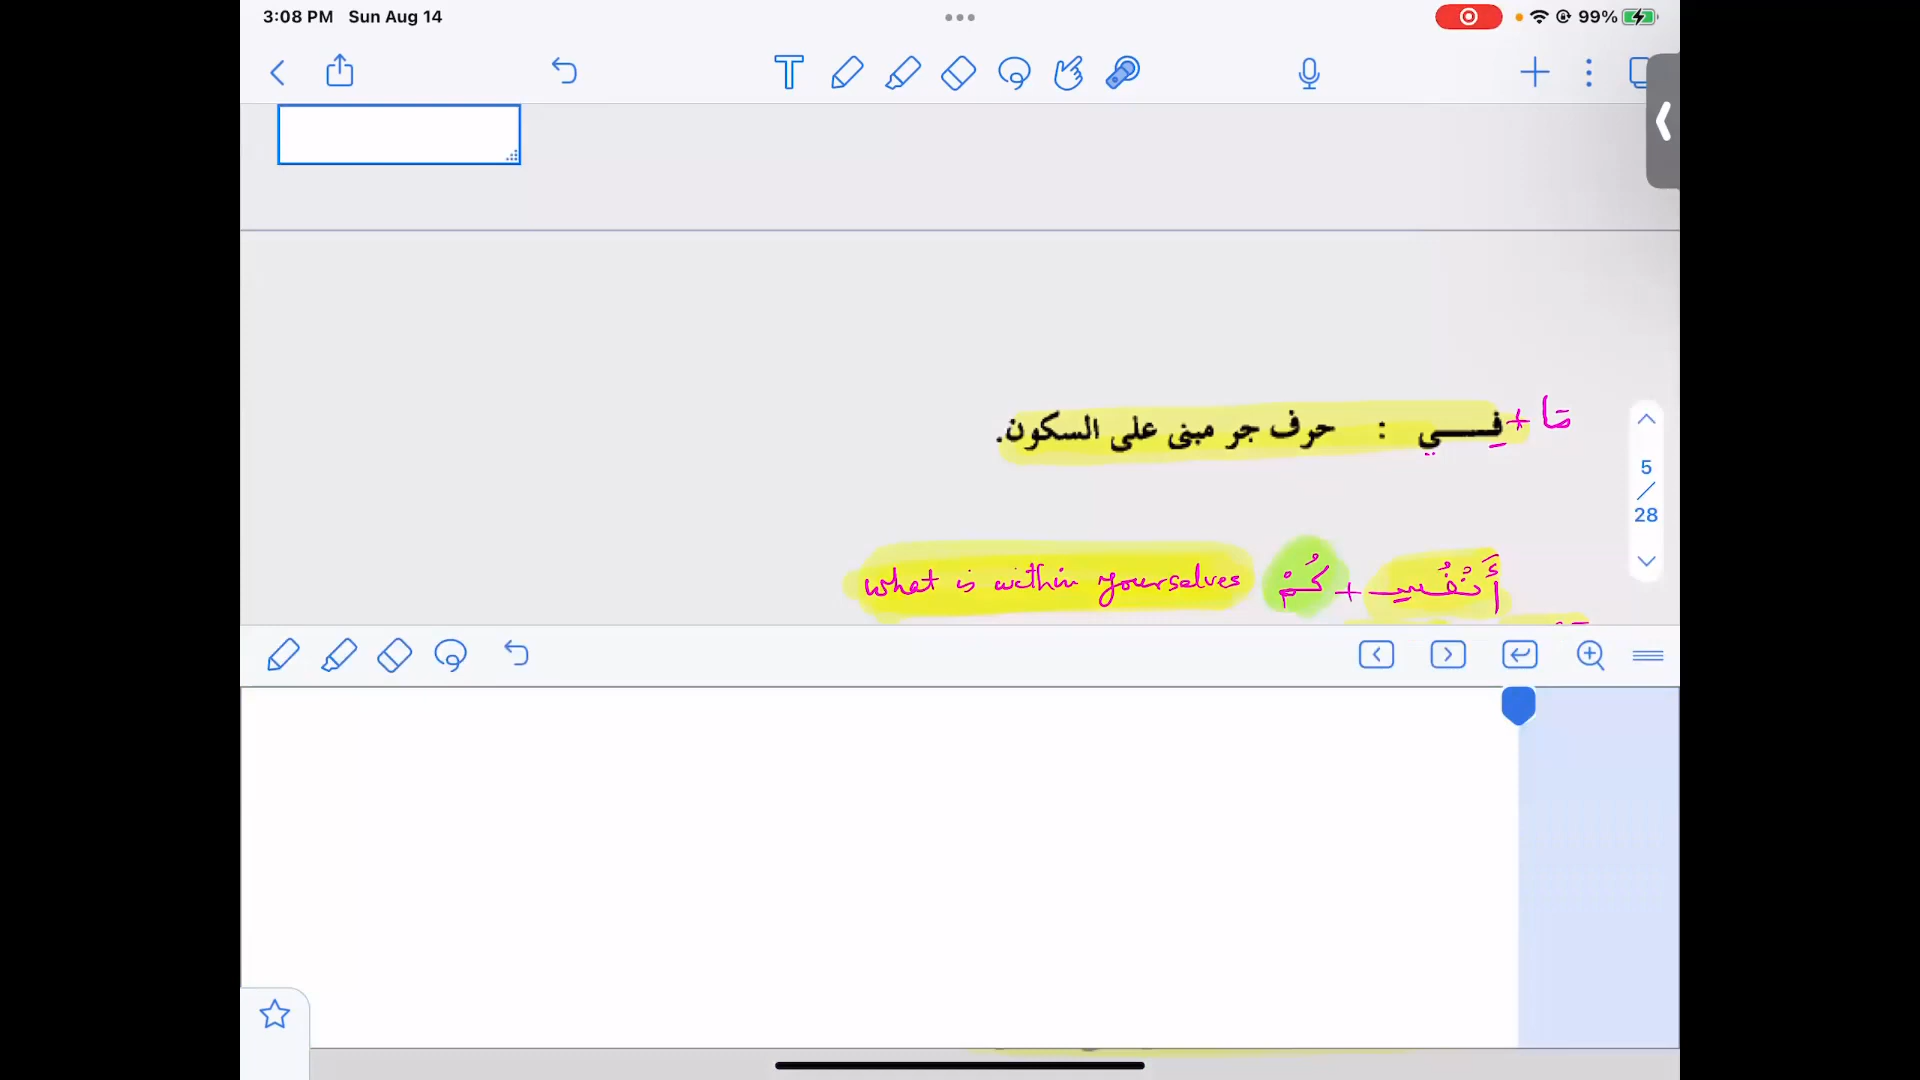 3:08 PM Sun Aug 14
99%
مَا + فِـــي : حرف جر مبنى على السكون.
5
/
28
أَنْفُسِـ + كُمْ What is within yourselves